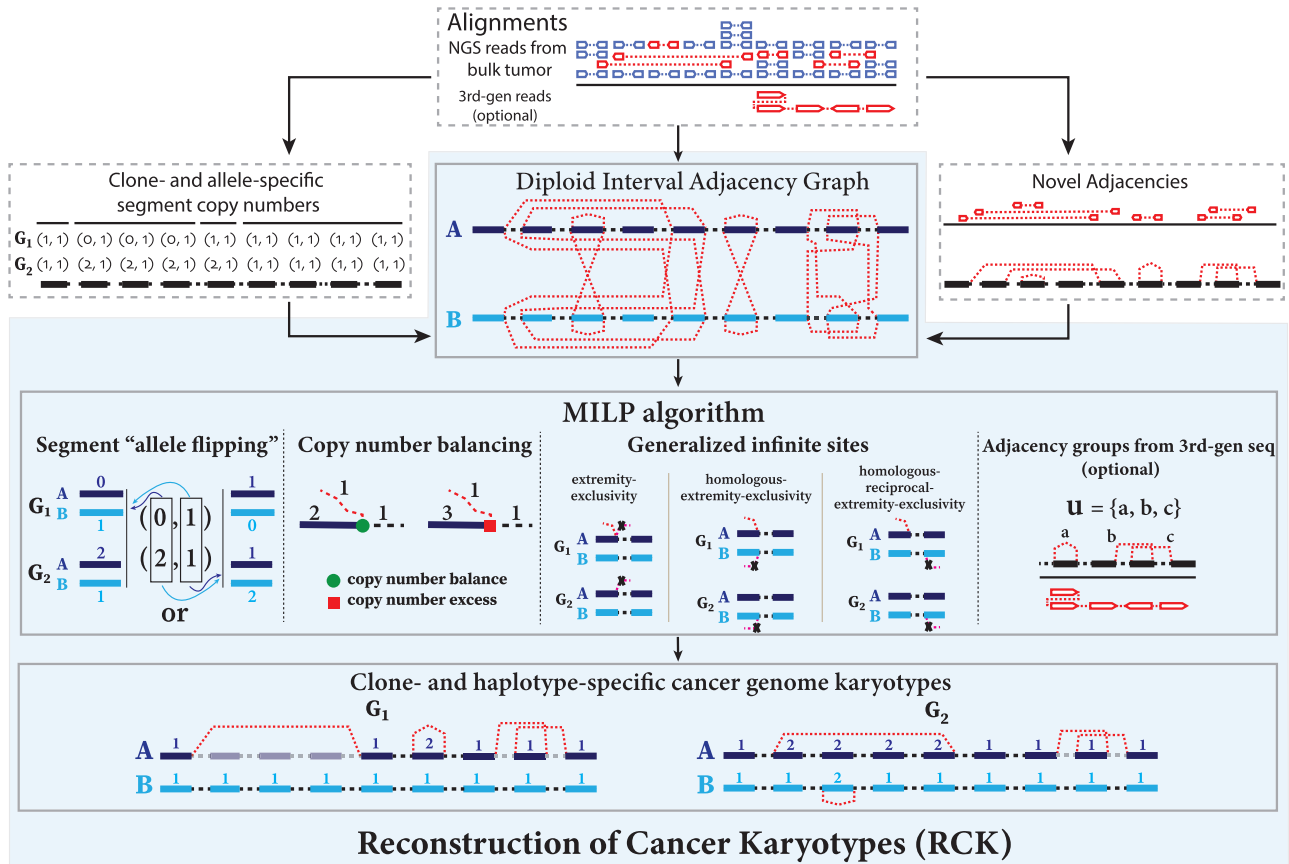 Alignments
NGS reads from
bulk tumor
3rd-gen reads
(optional)
Clone- and allele-specific
segment copy numbers
G1 (1, 1) (0, 1) (0, 1) (0, 1) (1, 1) (1, 1) (1, 1) (1, 1) (1, 1)
G2 (1, 1) (2, 1) (2, 1) (2, 1) (2, 1) (1, 1) (1, 1) (1, 1) (1, 1)
Diploid Interval Adjacency Graph
A
B
Novel Adjacencies
MILP algorithm
Segment “allele flipping”
0 1
G1 A
B
1 0
(0, 1)
2 1
G2 A
B
1 2
(2, 1)
or
Copy number balancing
1 1
2 1 3 1
copy number balance
copy number excess
Generalized infinite sites
extremity-
exclusivity
G1 A
B
G2 A
B
homologous-
extremity-exclusivity
G1 A
B
G2 A
B
homologous-
reciprocal-
extremity-exclusivity
G1 A
B
G2 A
B
Adjacency groups from 3rd-gen seq
(optional)
u = {a, b, c}
a b c
Clone- and haplotype-specific cancer genome karyotypes
G1
A 1 1 2 1 1 1
B 1 1 1 1 1 1 1 1 1
G2
A 1 2 2 2 2 1 1 1 1
B 1 1 2 1 1 1 1 1 1
Reconstruction of Cancer Karyotypes (RCK)